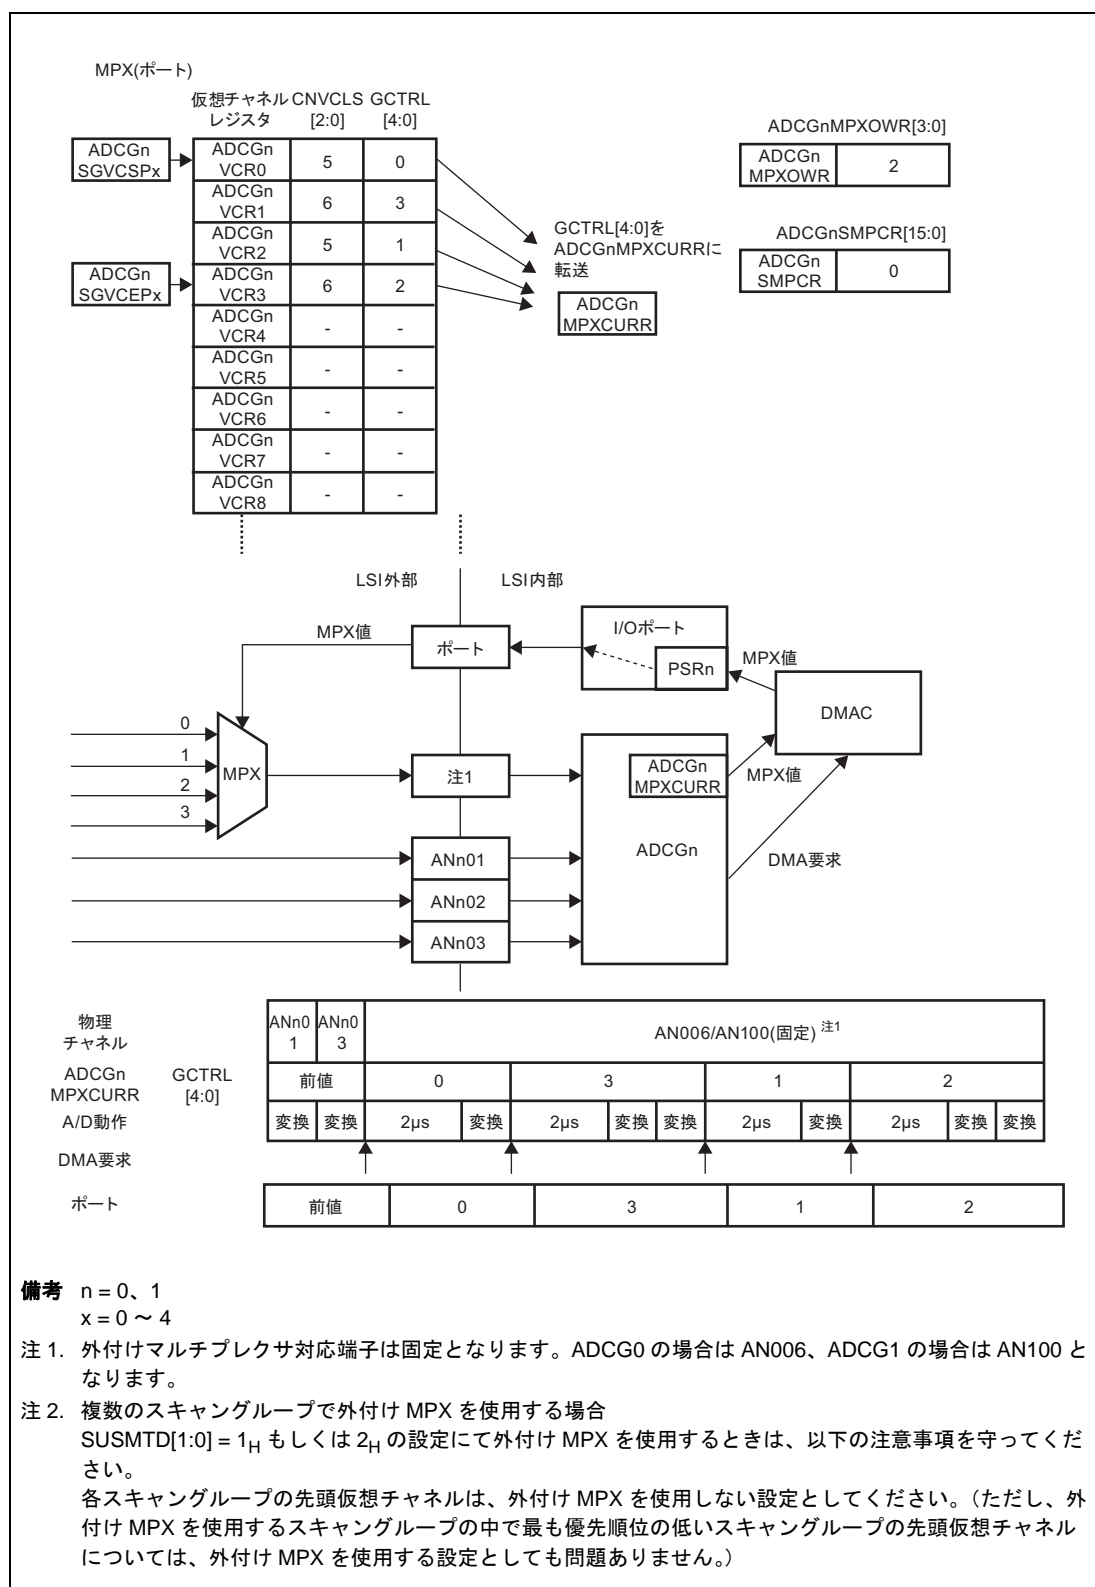 MPX(ポート)
仮想チャネル CNVCLS GCTRL
レジスタ [2:0] [4:0]
ADCGnMPXOWR[3:0]
ADCGn
SGVCSPx
ADCGn
VCR0 5 0
ADCGn
MPXOWR 2
ADCGn
VCR1 6 3
ADCGn
VCR2 5 1
GCTRL[4:0]を
ADCGnMPXCURRに
転送
ADCGnSMPCR[15:0]
ADCGn
SMPCR 0
ADCGn
SGVCEPx
ADCGn
VCR3 6 2
ADCGn
MPXCURR
ADCGn
VCR4 - -
ADCGn
VCR5 - -
ADCGn
VCR6 - -
ADCGn
VCR7 - -
ADCGn
VCR8 - -
LSI外部 LSI内部
MPX値
ポート
I/Oポート
PSRn
MPX値
DMAC
0
1
2
3
MPX
注1
ADCGn
MPXCURR
MPX値
ADCGn
DMA要求
ANn01
ANn02
ANn03
物理
チャネル
ANn0
1
ANn0
3
AN006/AN100(固定) 注1
ADCGn
MPXCURR
GCTRL
[4:0]
前値 0 3 1 2
A/D動作 変換 変換 2μs 変換 2μs 変換 変換 2μs 変換 2μs 変換 変換
DMA要求
ポート 前値 0 3 1 2
備考 n = 0、1
x = 0 ~ 4
注 1. 外付けマルチプレクサ対応端子は固定となります。ADCG0 の場合は AN006、ADCG1 の場合は AN100 と
なります。
注 2. 複数のスキャングループで外付け MPX を使用する場合
SUSMTD[1:0] = 1H もしくは 2H の設定にて外付け MPX を使用するときは、以下の注意事項を守ってくだ
さい。
各スキャングループの先頭仮想チャネルは、外付け MPX を使用しない設定としてください。（ただし、外
付け MPX を使用するスキャングループの中で最も優先順位の低いスキャングループの先頭仮想チャネル
については、外付け MPX を使用する設定としても問題ありません。）